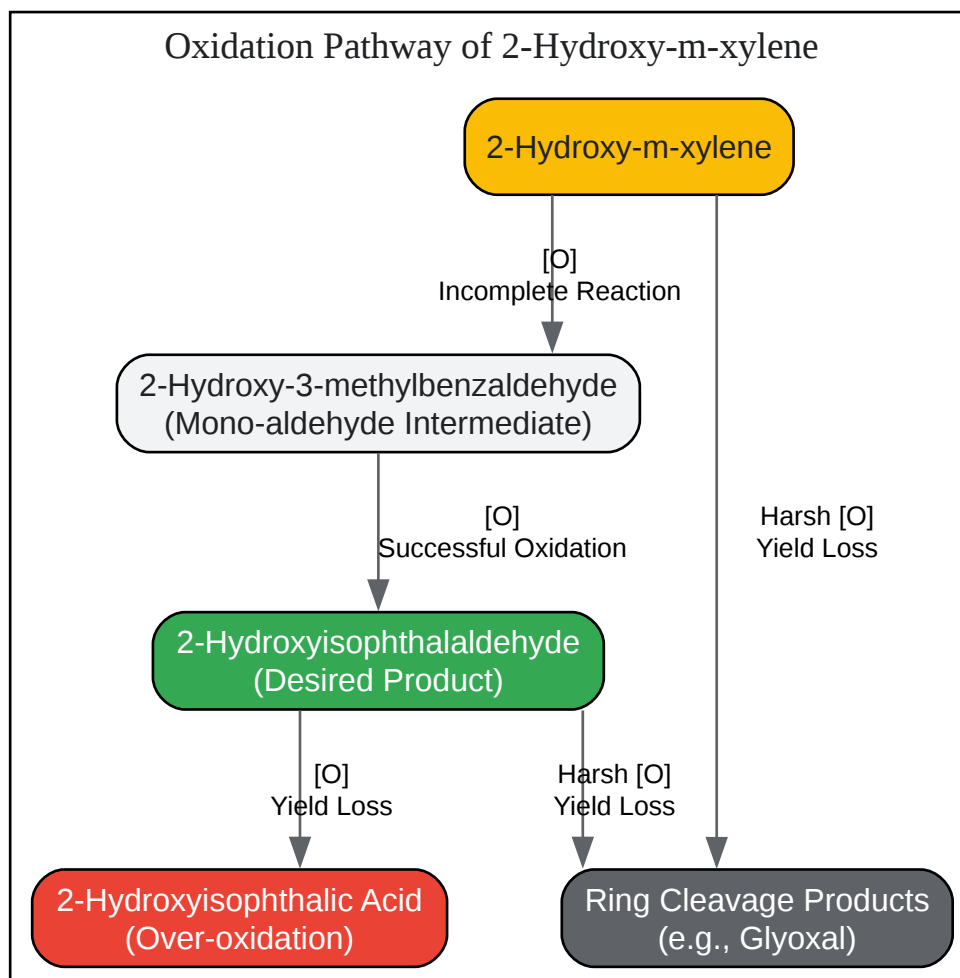 Oxidation Pathway of 2-Hydroxy-m-xylene
2-Hydroxy-m-xylene
[O]
Incomplete Reaction
2-Hydroxy-3-methylbenzaldehyde
(Mono-aldehyde Intermediate)
[O]
Successful Oxidation
Harsh [O]
Yield Loss
2-Hydroxyisophthalaldehyde
(Desired Product)
[O]
Yield Loss
Harsh [O]
Yield Loss
2-Hydroxyisophthalic Acid
(Over-oxidation)
Ring Cleavage Products
(e.g., Glyoxal)